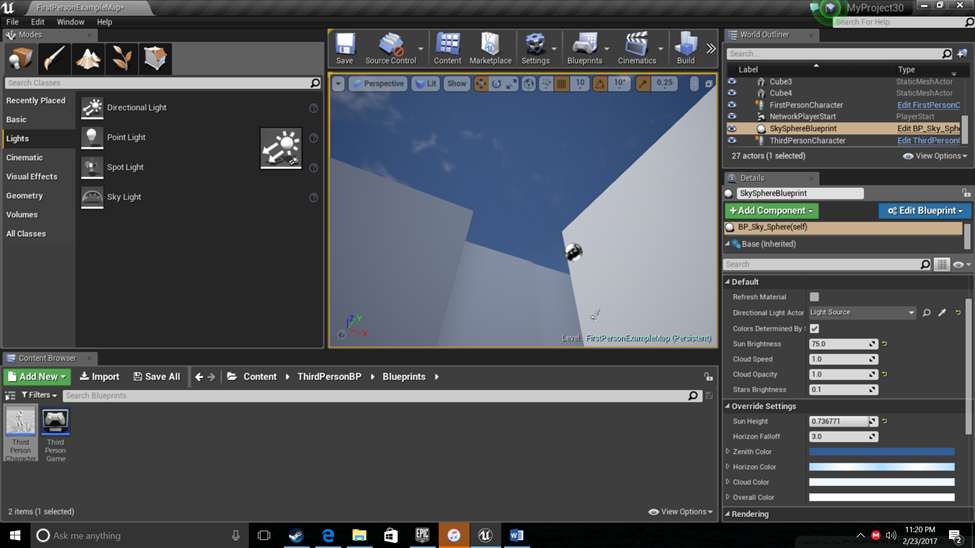 FirstPersonExampleMap*
MyProject30
File Edit Window Help
Search For Help
Modes
World Outliner
Search Classes
Search...
Label Type
Recently Placed
Basic
Lights
Cinematic
Visual Effects
Geometry
Volumes
All Classes
Directional Light
Point Light
Spot Light
Sky Light
Save Source Control Content Marketplace Settings Blueprints Cinematics Build
Perspective Lit Show 10 10° 0.25
Level: FirstPersonExampleMap (Persistent)
Cube3 StaticMeshActor
Cube4 StaticMeshActor
FirstPersonCharacter Edit FirstPersonC
NetworkPlayerStart PlayerStart
SkySphereBlueprint Edit BP_Sky_Sphe
ThirdPersonCharacter Edit ThirdPersonC
27 actors (1 selected) View Options
Details
SkySphereBlueprint
+Add Component Edit Blueprint
BP_Sky_Sphere(self)
Base (Inherited)
Search
Default
Refresh Material
Directional Light Actor Light Source
Colors Determined By S
Sun Brightness 75.0
Cloud Speed 1.0
Cloud Opacity 1.0
Stars Brightness 0.1
Override Settings
Sun Height 0.736771
Horizon Falloff 3.0
Zenith Color
Horizon Color
Cloud Color
Overall Color
Rendering
Content Browser
Add New Import Save All Content ThirdPersonBP Blueprints
Filters Search Blueprints
Third Person Character
Third Person Game
2 items (1 selected) View Options
Ask me anything
11:20 PM
2/23/2017